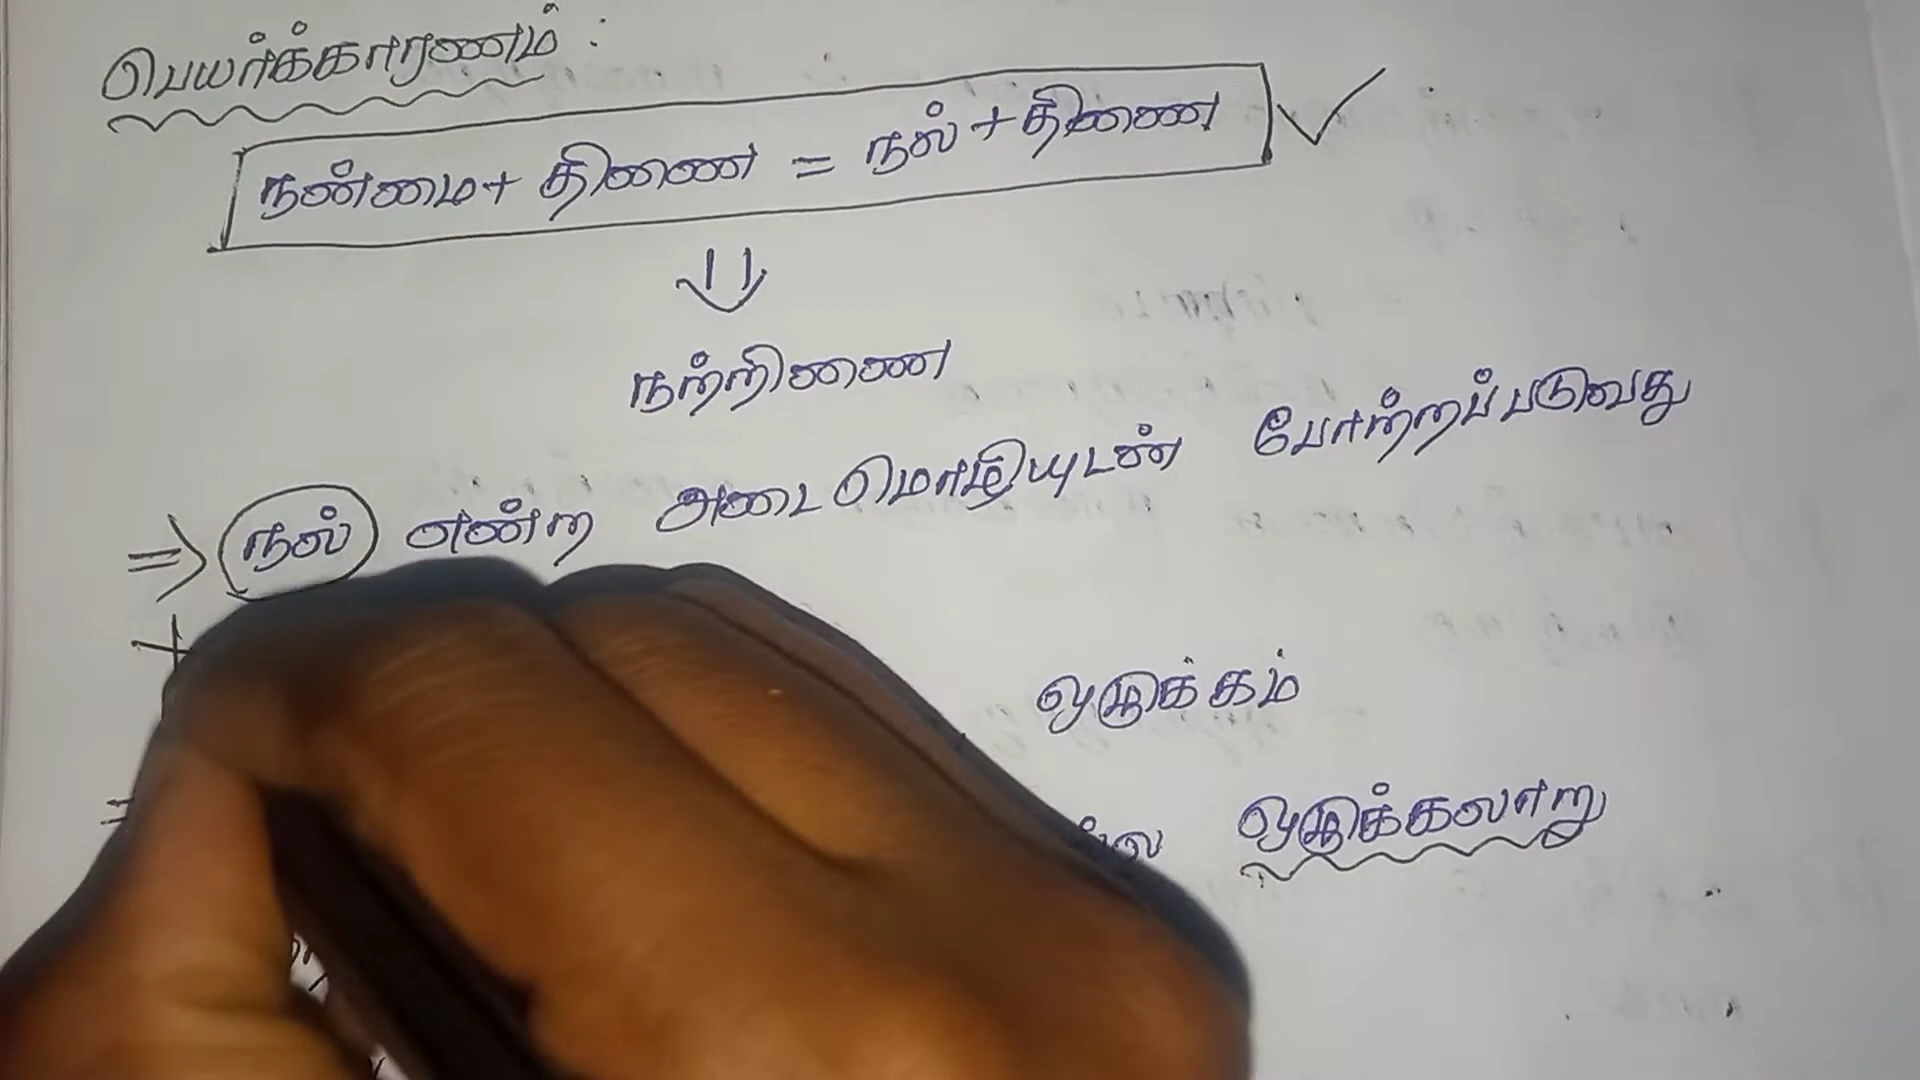 பெயர்க்காரணம் :
நன்மை + திணை = நல் + திணை
நற்றிணை
⇒ நல் என்ற அடைமொழியுடன் போற்றப்படுவது
ஒழுக்கம்
ஒழுக்கலாறு